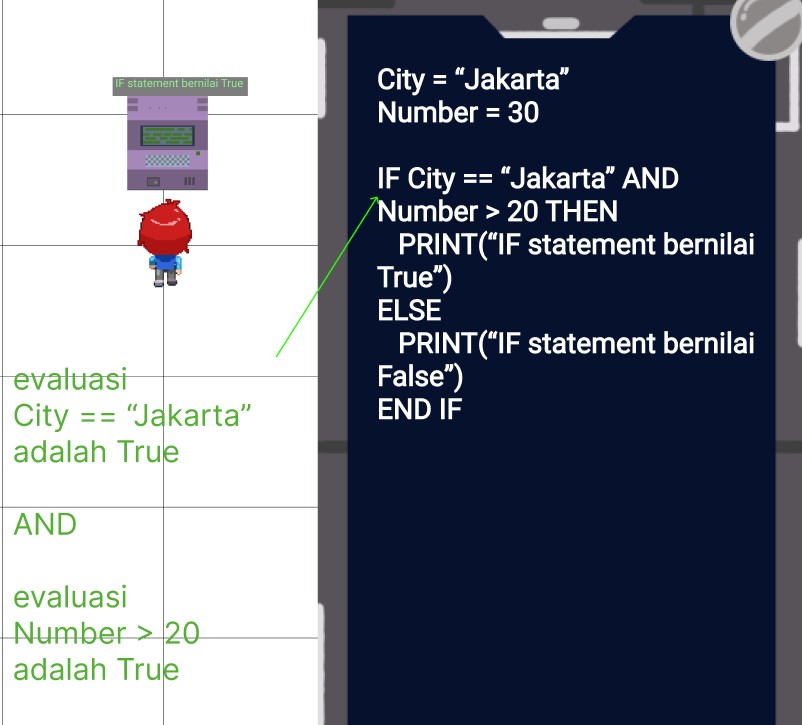 IF statement bernilai True
City = “Jakarta”
Number = 30
IF City == “Jakarta” AND
Number > 20 THEN
PRINT(“IF statement bernilai
True”)
ELSE
PRINT(“IF statement bernilai
False”)
END IF
evaluasi
City == “Jakarta”
adalah True
AND
evaluasi
Number > 20
adalah True